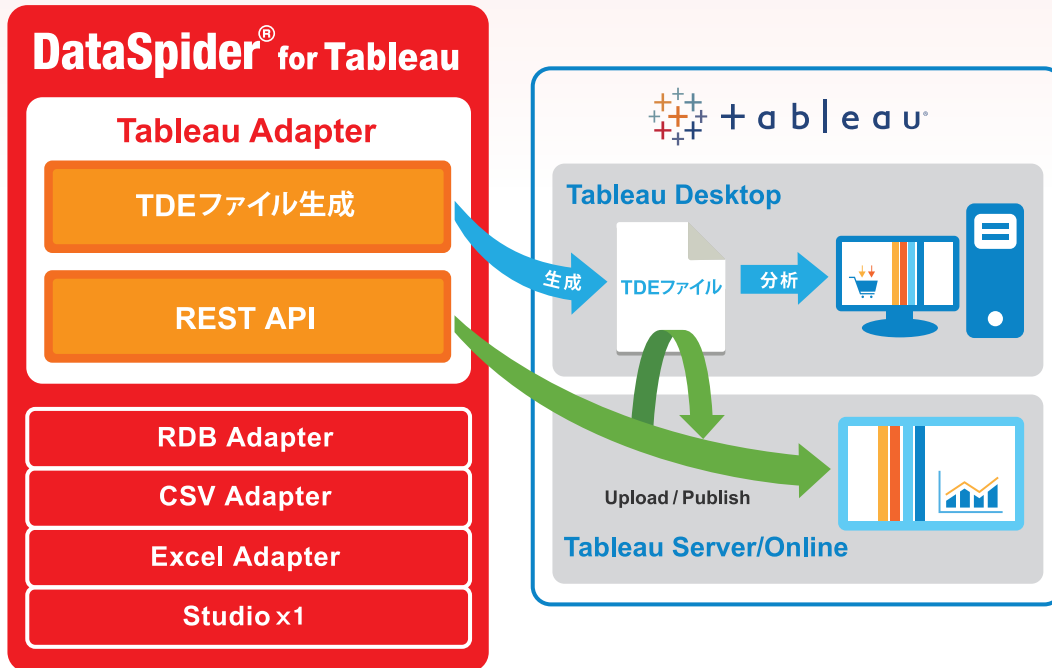 DataSpider® for Tableau
Tableau Adapter
TDEファイル生成
REST API
RDB Adapter
CSV Adapter
Excel Adapter
Studio x1
+ableau®
Tableau Desktop
生成
TDEファイル
分析
Upload / Publish
Tableau Server/Online